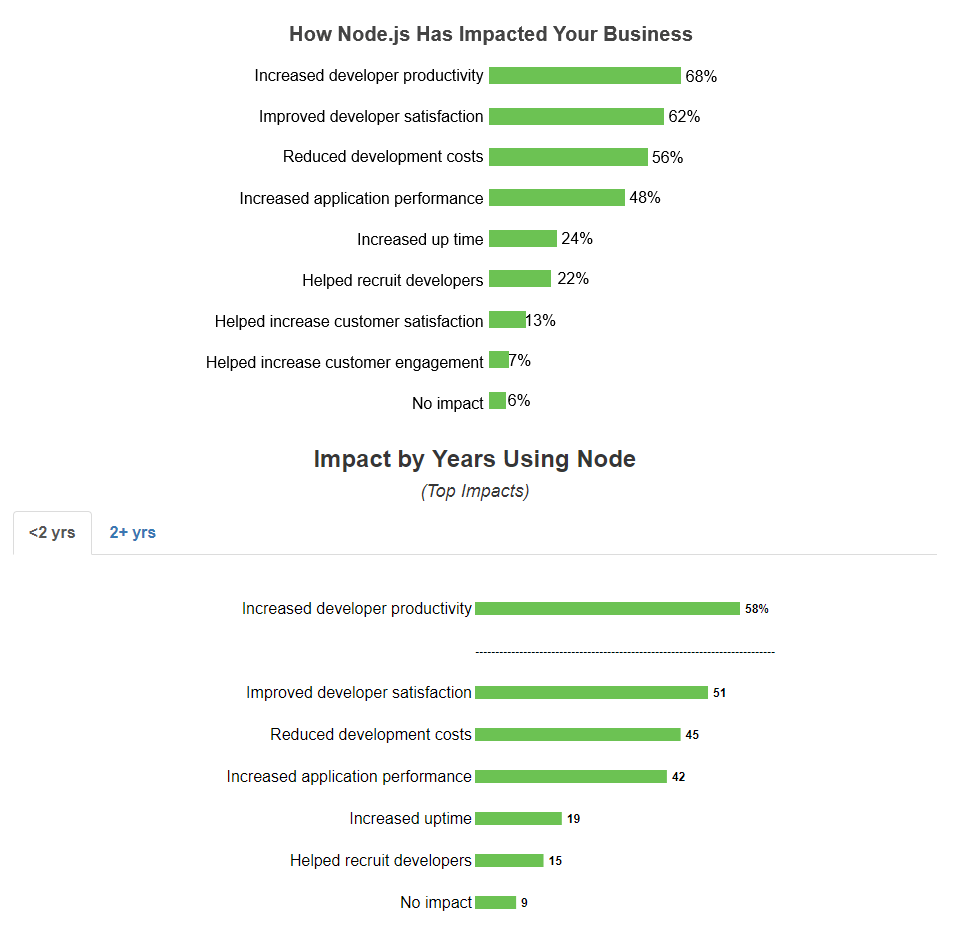 How Node.js Has Impacted Your Business
Increased developer productivity 68%
Improved developer satisfaction 62%
Reduced development costs 56%
Increased application performance 48%
Increased up time 24%
Helped recruit developers 22%
Helped increase customer satisfaction 13%
Helped increase customer engagement 7%
No impact 6%
Impact by Years Using Node
(Top Impacts)
<2 yrs 2+ yrs
Increased developer productivity 58%
Improved developer satisfaction 51
Reduced development costs 45
Increased application performance 42
Increased uptime 19
Helped recruit developers 15
No impact 9